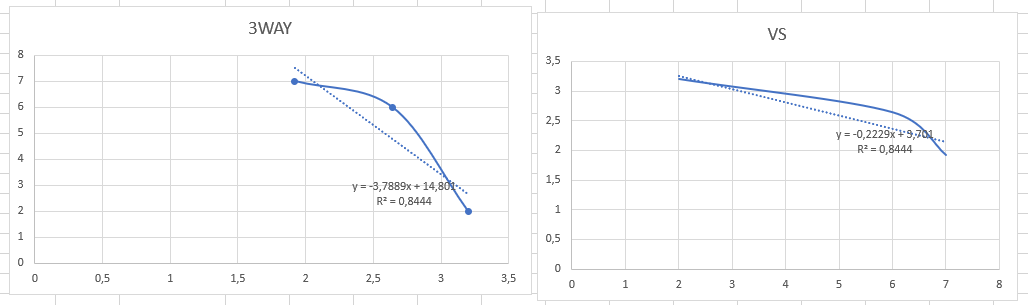 3WAY
8
7
6
5
4
3
2
1
0
0 0,5 1 1,5 2 2,5 3 3,5
y = -3,7889x + 14,801
R² = 0,8444
VS
3,5
3
2,5
2
1,5
1
0,5
0
0 1 2 3 4 5 6 7 8
y = -0,2229x + 3,701
R² = 0,8444